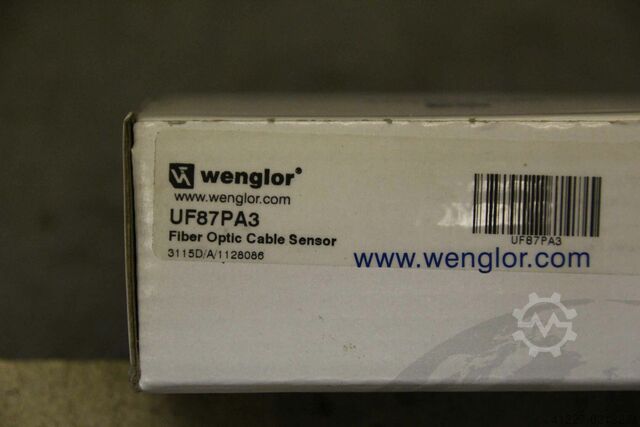 wenglor®
www.wenglor.com
UF87PA3
Fiber Optic Cable Sensor
3115D/A/1128086
UF87PA3
www.wenglor.com